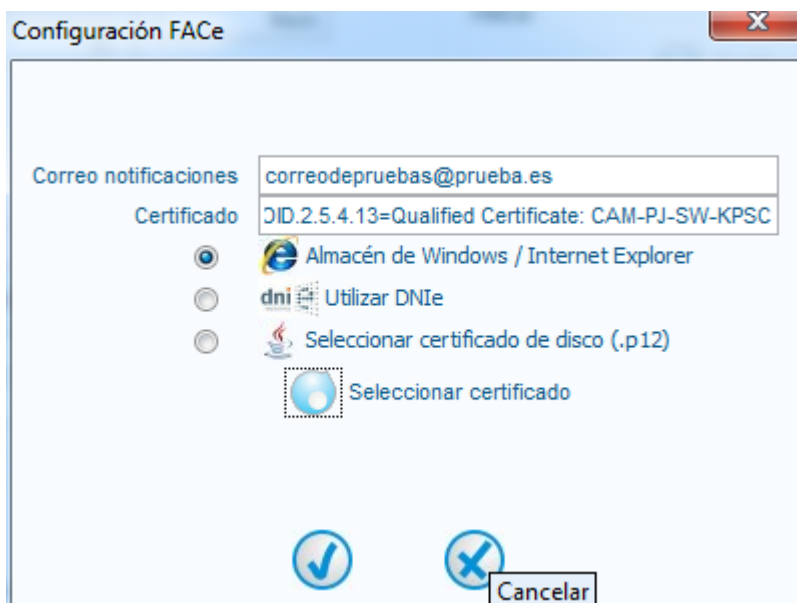 Configuración FACe
Correo notificaciones correodepruebas@prueba.es
Certificado OID.2.5.4.13=Qualified Certificate: CAM-PJ-SW-KPSC
Almacén de Windows / Internet Explorer
dni Utilizar DNIe
Seleccionar certificado de disco (.p12)
Seleccionar certificado
Cancelar